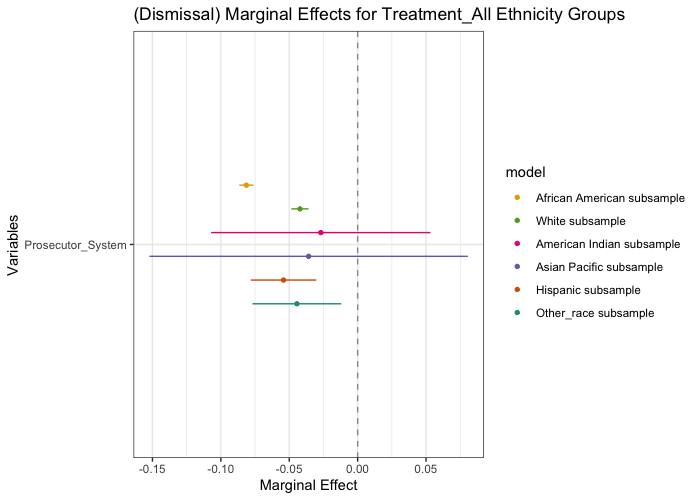 (Dismissal) Marginal Effects for Treatment_All Ethnicity Groups
Variables
Prosecutor_System
-0.15 -0.10 -0.05 0.00 0.05
Marginal Effect
model
African American subsample
White subsample
American Indian subsample
Asian Pacific subsample
Hispanic subsample
Other_race subsample